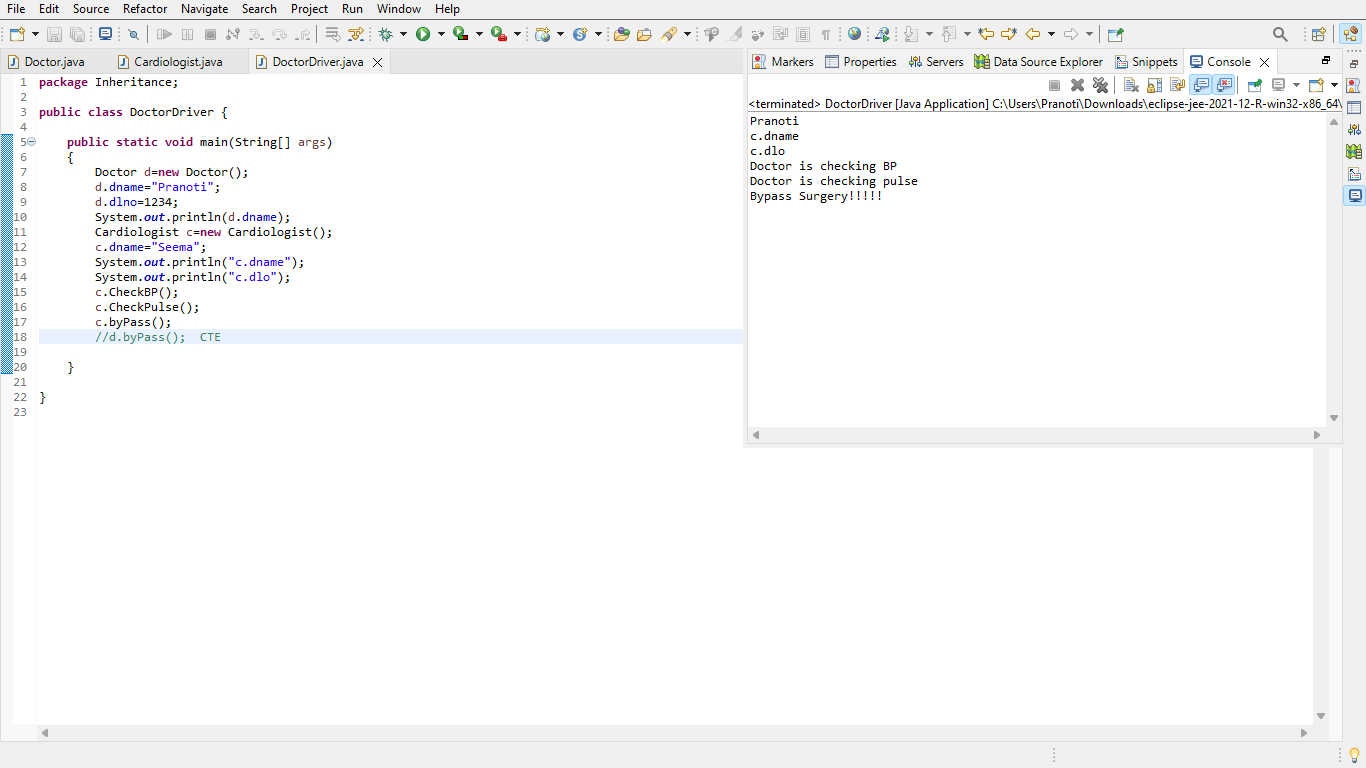 File Edit Source Refactor Navigate Search Project Run Window Help
Doctor.java Cardiologist.java DoctorDriver.java
1 package Inheritance;
2
3 public class DoctorDriver {
4
5 public static void main(String[] args)
6 {
7 Doctor d=new Doctor();
8 d.dname="Pranoti";
9 d.dlno=1234;
10 System.out.println(d.dname);
11 Cardiologist c=new Cardiologist();
12 c.dname="Seema";
13 System.out.println("c.dname");
14 System.out.println("c.dlo");
15 c.CheckBP();
16 c.CheckPulse();
17 c.byPass();
18 //d.byPass();  CTE
19
20 }
21
22 }
23
Markers Properties Servers Data Source Explorer Snippets Console
<terminated> DoctorDriver [Java Application] C:\Users\Pranoti\Downloads\eclipse-jee-2021-12-R-win32-x86_64\
Pranoti
c.dname
c.dlo
Doctor is checking BP
Doctor is checking pulse
Bypass Surgery!!!!!